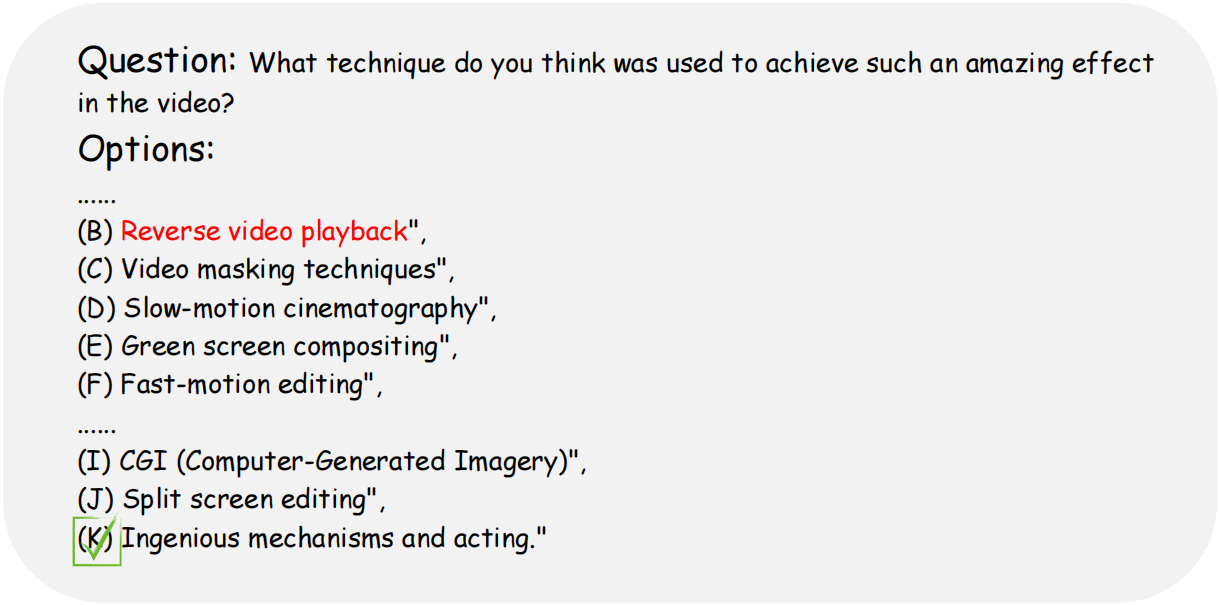 Question: What technique do you think was used to achieve such an amazing effect
in the video?
Options:
......
(B) Reverse video playback",
(C) Video masking techniques",
(D) Slow-motion cinematography",
(E) Green screen compositing",
(F) Fast-motion editing",
......
(I) CGI (Computer-Generated Imagery)",
(J) Split screen editing",
(K) Ingenious mechanisms and acting."